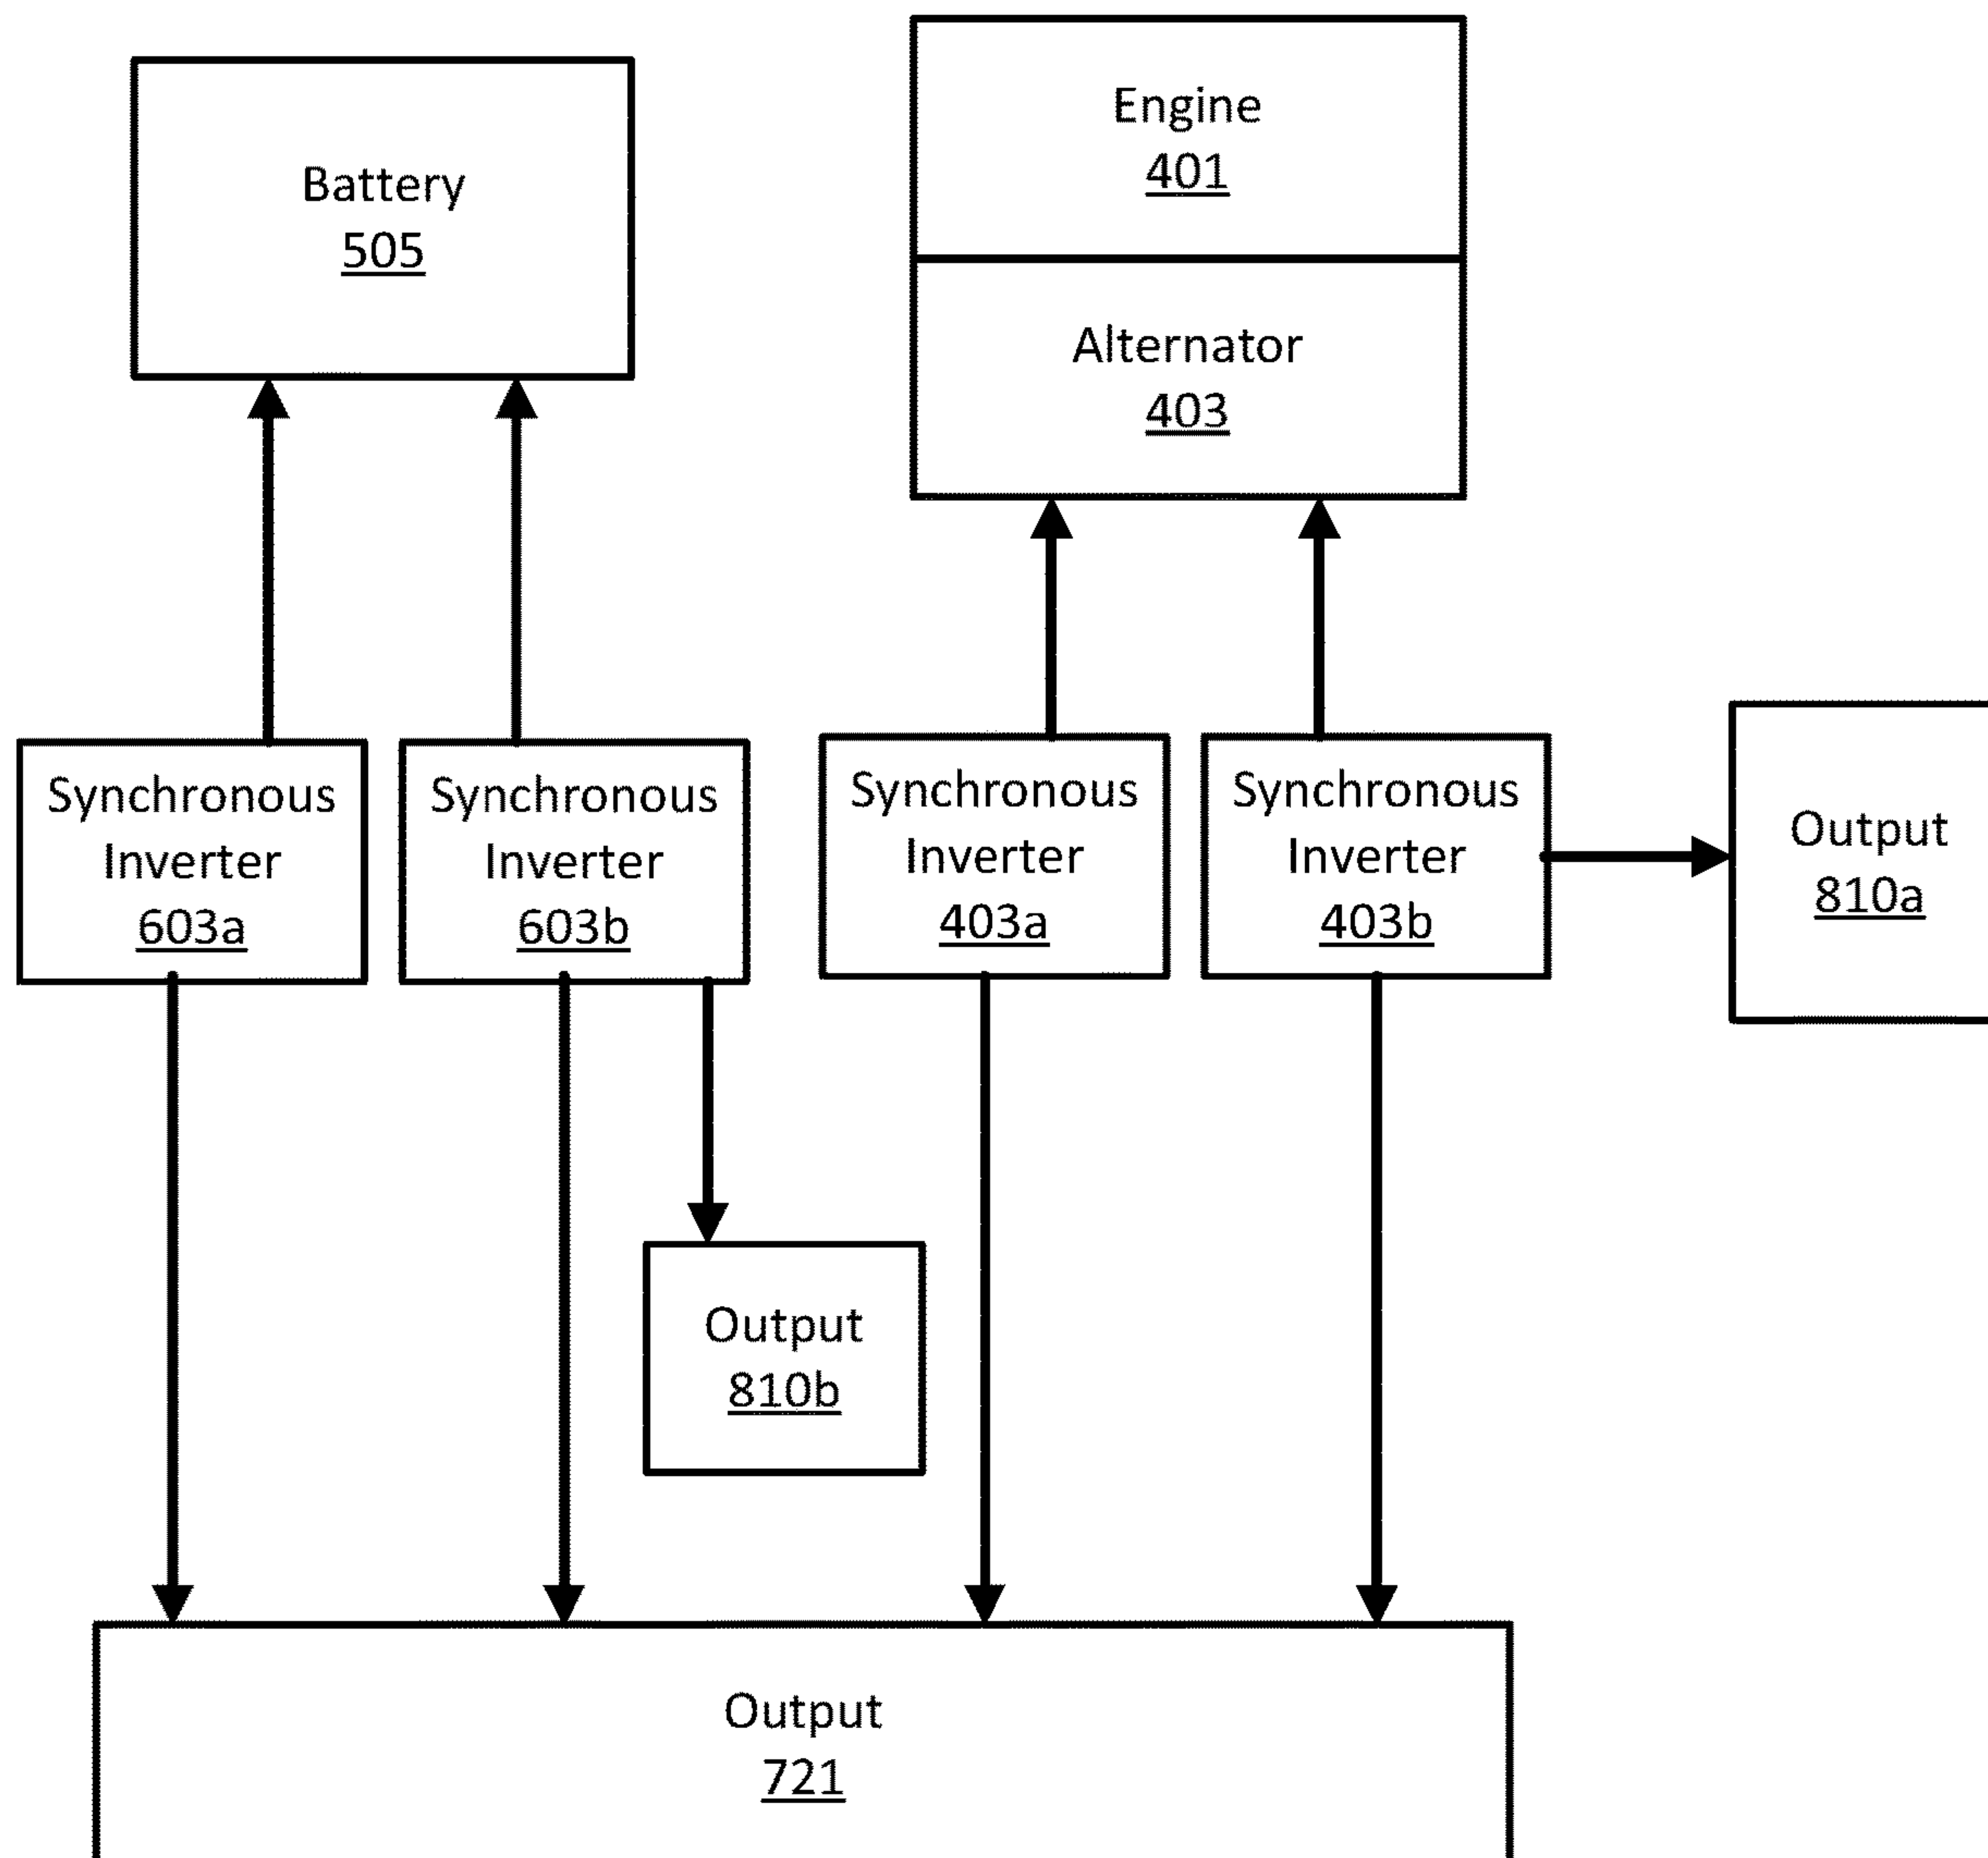 Engine
401
Battery
505
Alternator
403
Synchronous
Inverter
603a
Synchronous
Inverter
603b
Synchronous
Inverter
403a
Synchronous
Inverter
403b
Output
810a
Output
810b
Output
721